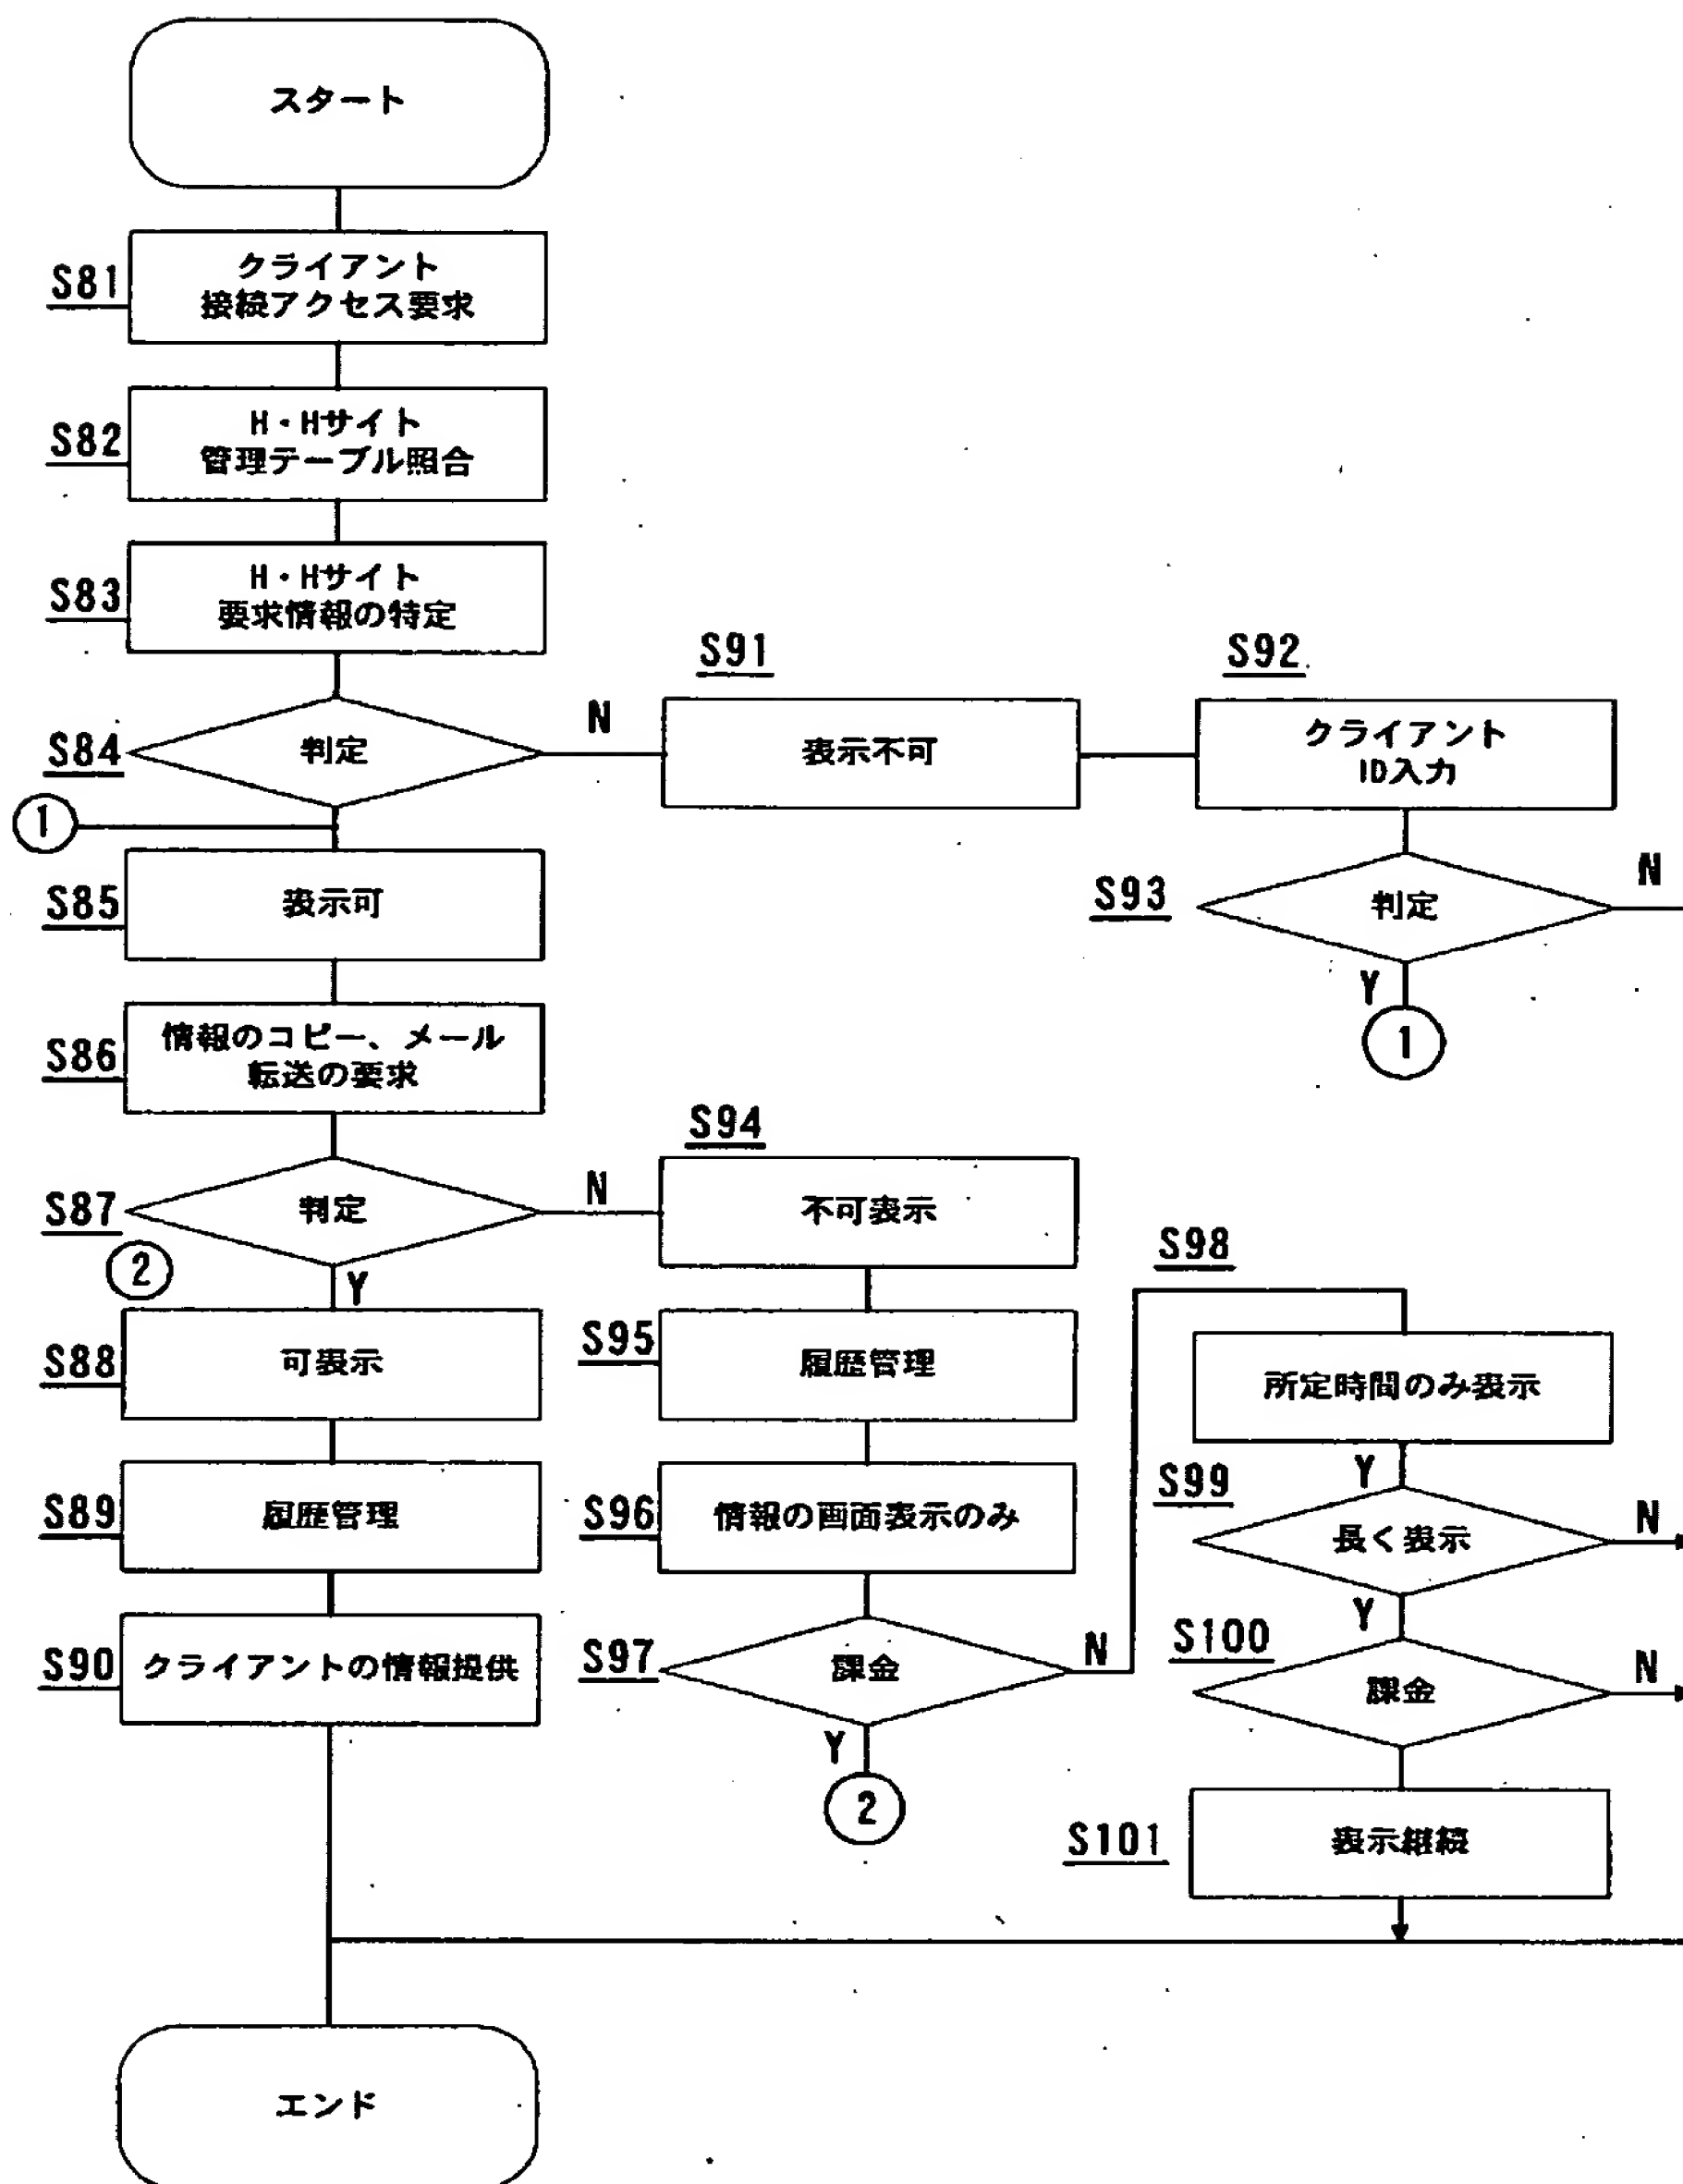 スタート
S81
クライアント
接続アクセス要求
S82
H・Hサイト
管理テーブル照合
S83
H・Hサイト
要求情報の特定
S84
判定
N
S91
表示不可
S92
クライアント
ID入力
S93
判定
N
Y
1
1
S85
表示可
S86
情報のコピー、メール
転送の要求
S87
判定
N
2
Y
S94
不可表示
S88
可表示
S95
履歴管理
S98
所定時間のみ表示
S89
履歴管理
S96
情報の画面表示のみ
Y
S99
長く表示
N
Y
S90
クライアントの情報提供
S97
課金
N
Y
2
S100
課金
N
S101
表示継続
エンド